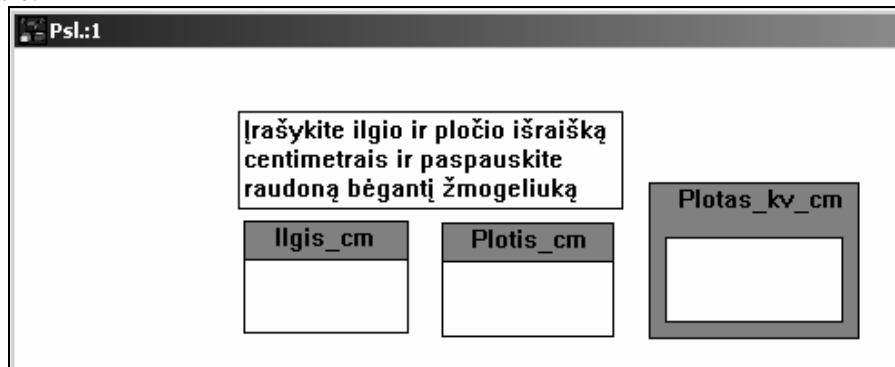 Psl.:1
Įrašykite ilgio ir pločio išraišką
centimetrais ir paspauskite
raudoną bėgantį žmogeliuką
Ilgis_cm
Plotis_cm
Plotas_kv_cm